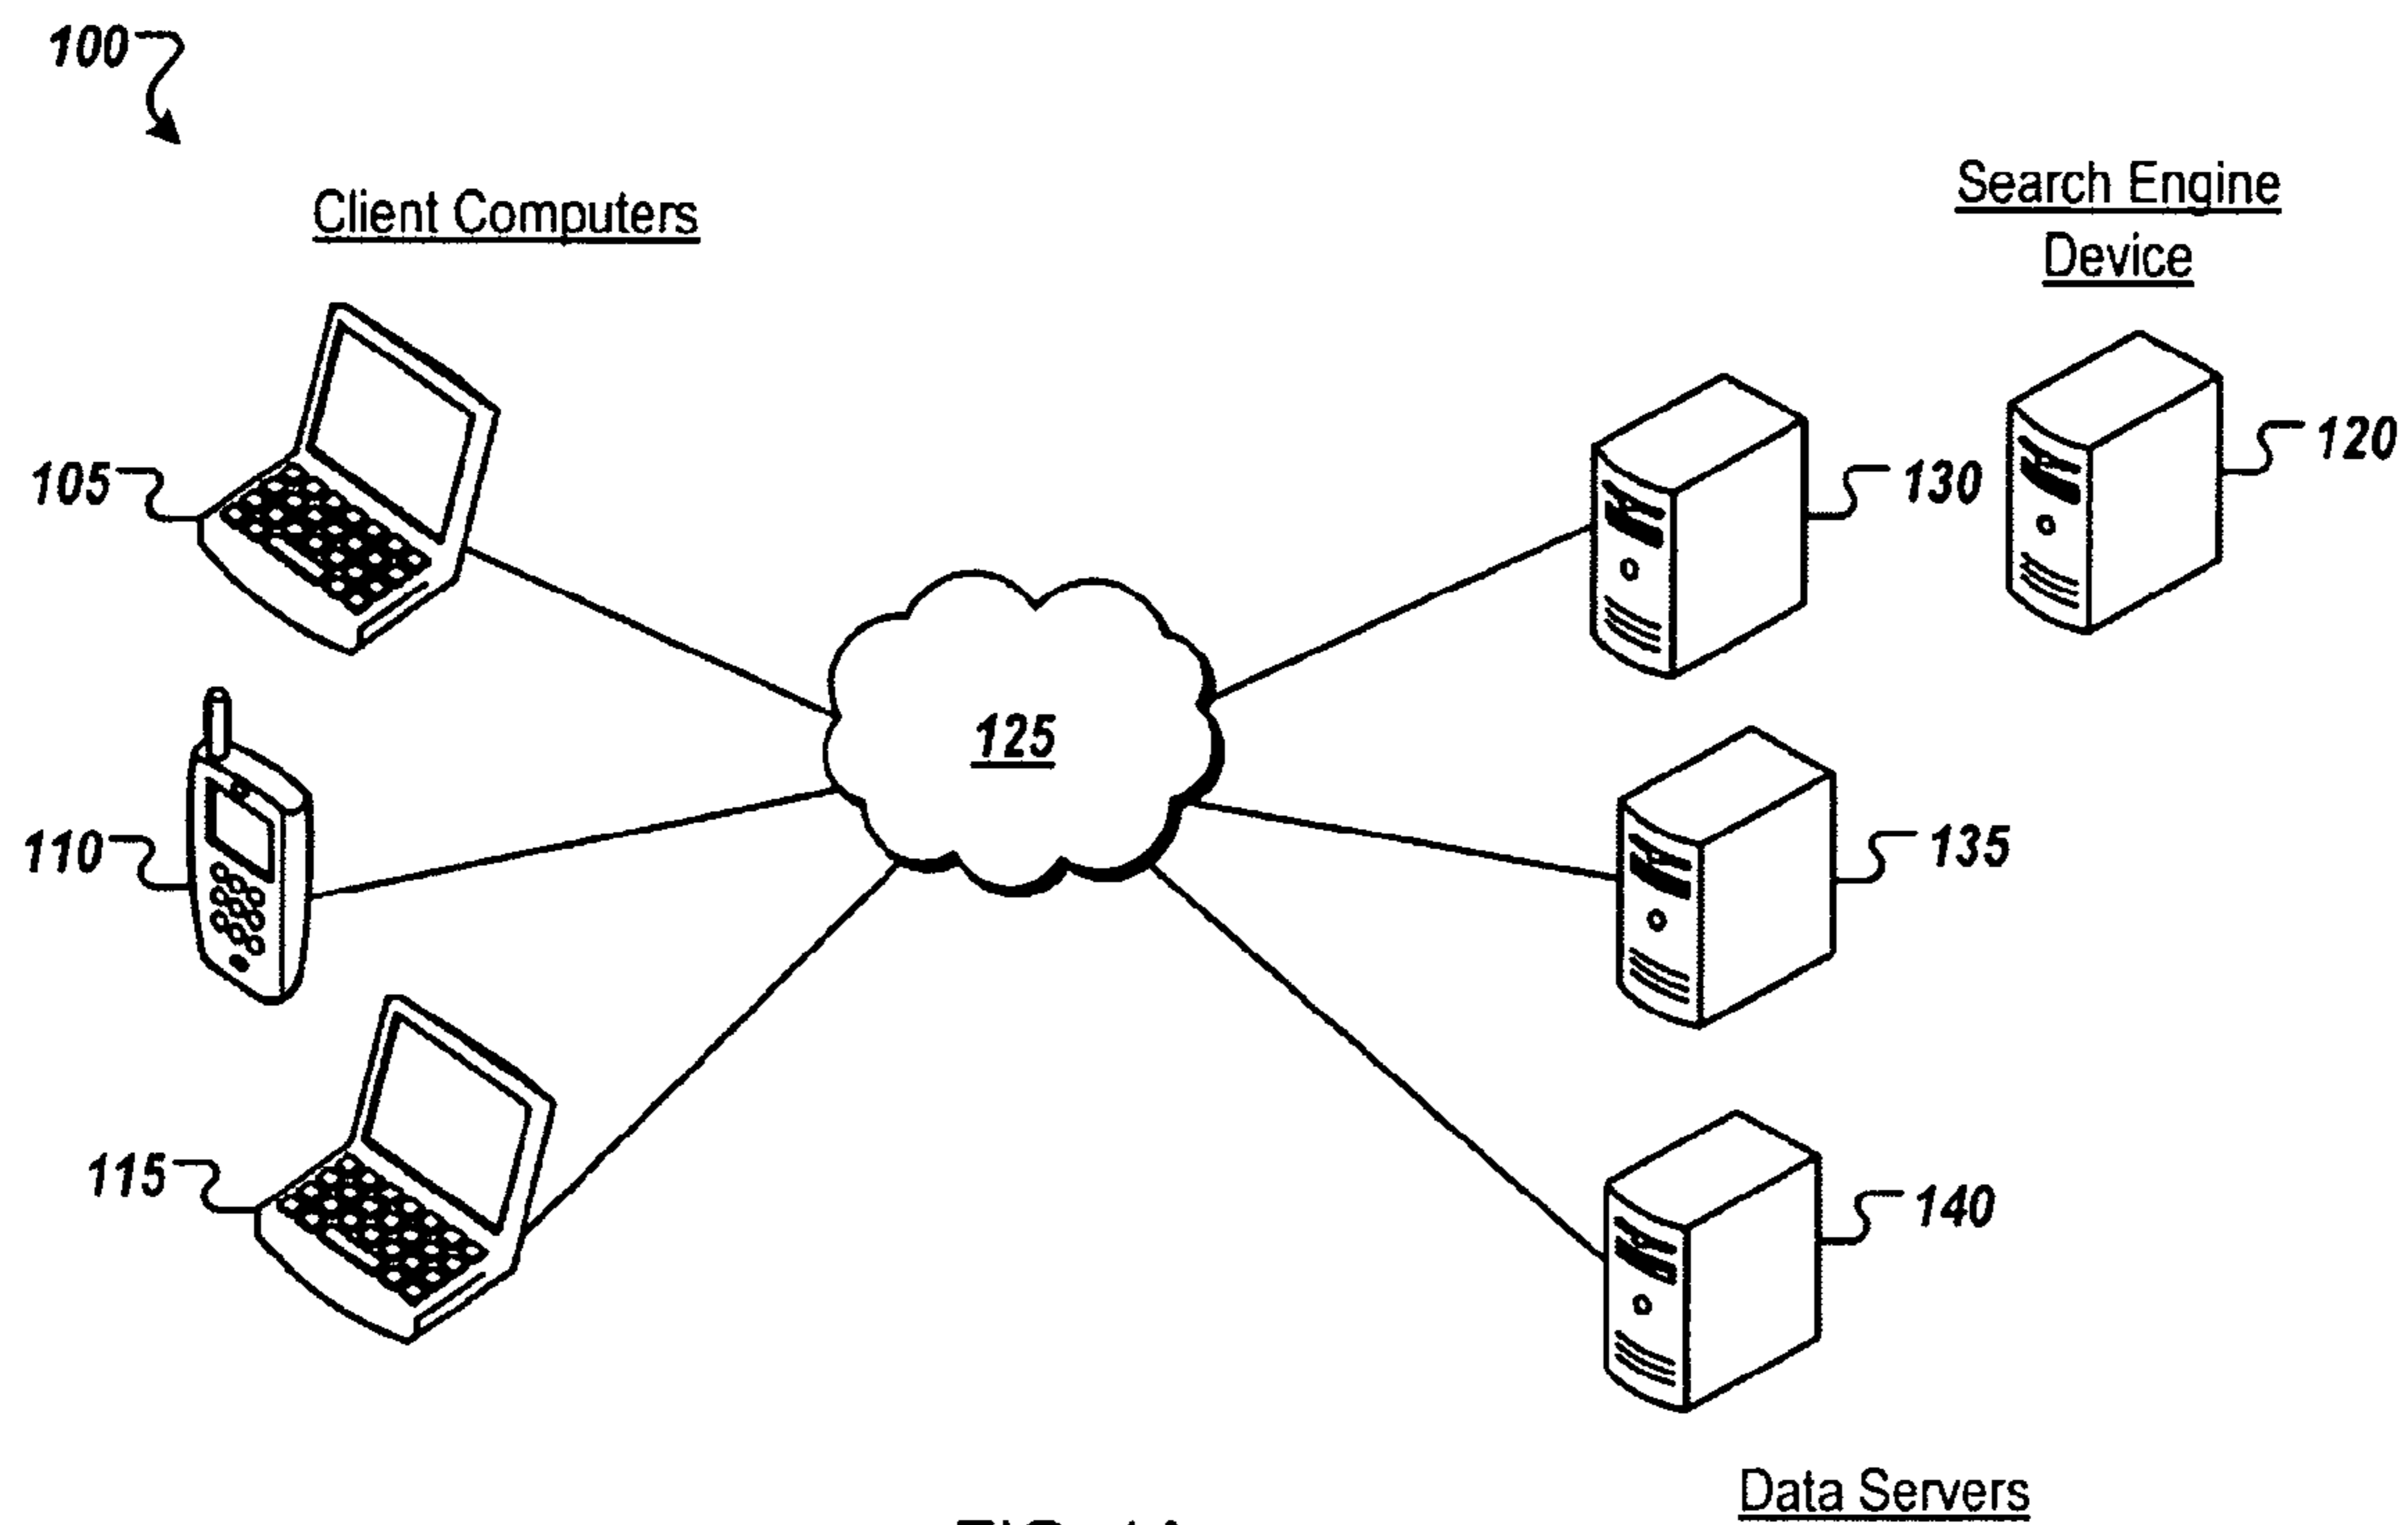 100
Client Computers
Search Engine
Device
105
130
120
110
125
135
115
140
Data Servers